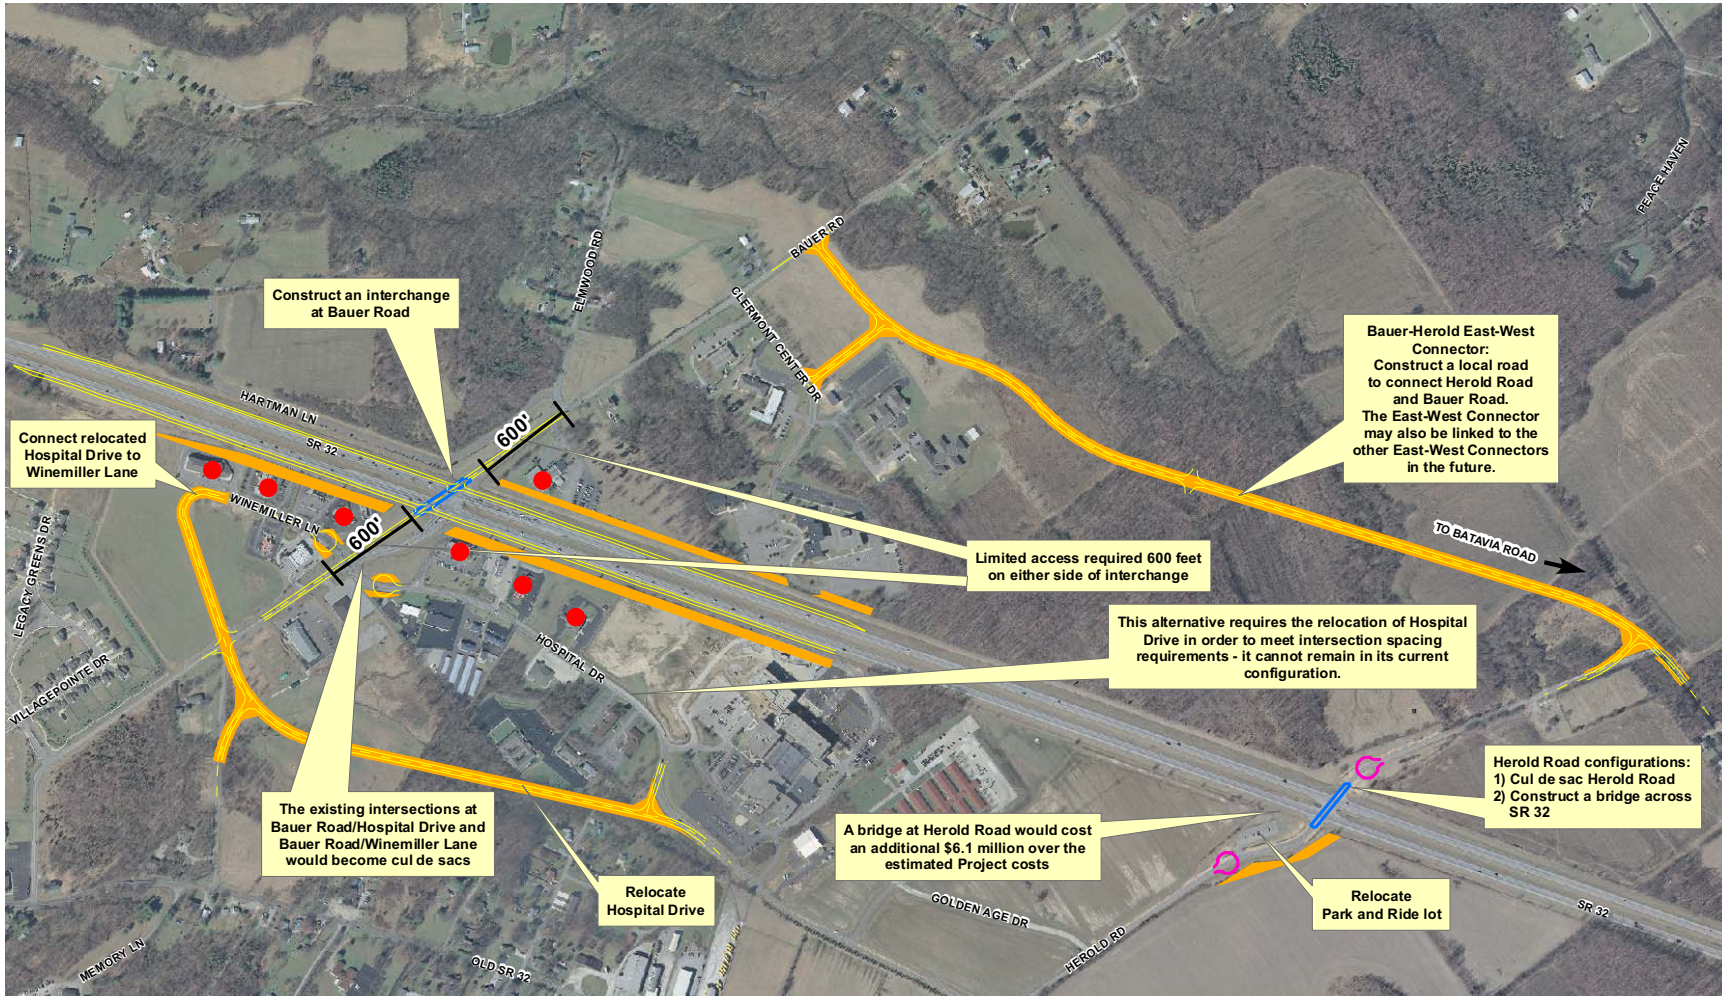 PEACE HAVEN
BAUER RD
ELMWOOD RD
CLERMONT CENTER DR
Construct an interchange
at Bauer Road
Bauer-Herold East-West
Connector:
Construct a local road
to connect Herold Road
and Bauer Road.
The East-West Connector
may also be linked to the
other East-West Connectors
in the future.
HARTMAN LN
SR 32
600'
Connect relocated
Hospital Drive to
Winemiller Lane
WINEMILLER LN
600'
TO BATAVIA ROAD
Limited access required 600 feet
on either side of interchange
LEGACY GREENS DR
VILLAGEPOINTE DR
HOSPITAL DR
This alternative requires the relocation of Hospital
Drive in order to meet intersection spacing
requirements - it cannot remain in its current
configuration.
Herold Road configurations:
1) Cul de sac Herold Road
2) Construct a bridge across
SR 32
The existing intersections at
Bauer Road/Hospital Drive and
Bauer Road/Winemiller Lane
would become cul de sacs
A bridge at Herold Road would cost
an additional $6.1 million over the
estimated Project costs
Relocate
Hospital Drive
Relocate
Park and Ride lot
GOLDEN AGE DR
HEROLD RD
SR 32
MEMORY LN
OLD SR 32